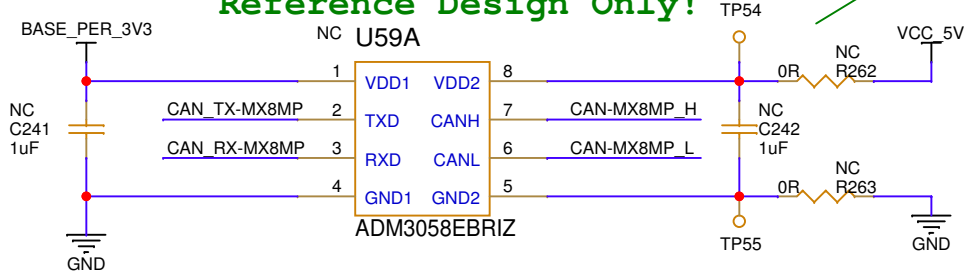 Reference Design Only!
TP54
BASE_PER_3V3
NC
U59A
VCC_5V
NC
0R
R262
1
VDD1
VDD2
8
NC
C241
1uF
CAN_TX-MX8MP
2
TXD
CANH
7
CAN-MX8MP_H
NC
C242
1uF
CAN_RX-MX8MP
3
RXD
CANL
6
CAN-MX8MP_L
NC
0R
R263
4
GND1
GND2
5
ADM3058EBRIZ
TP55
GND
GND